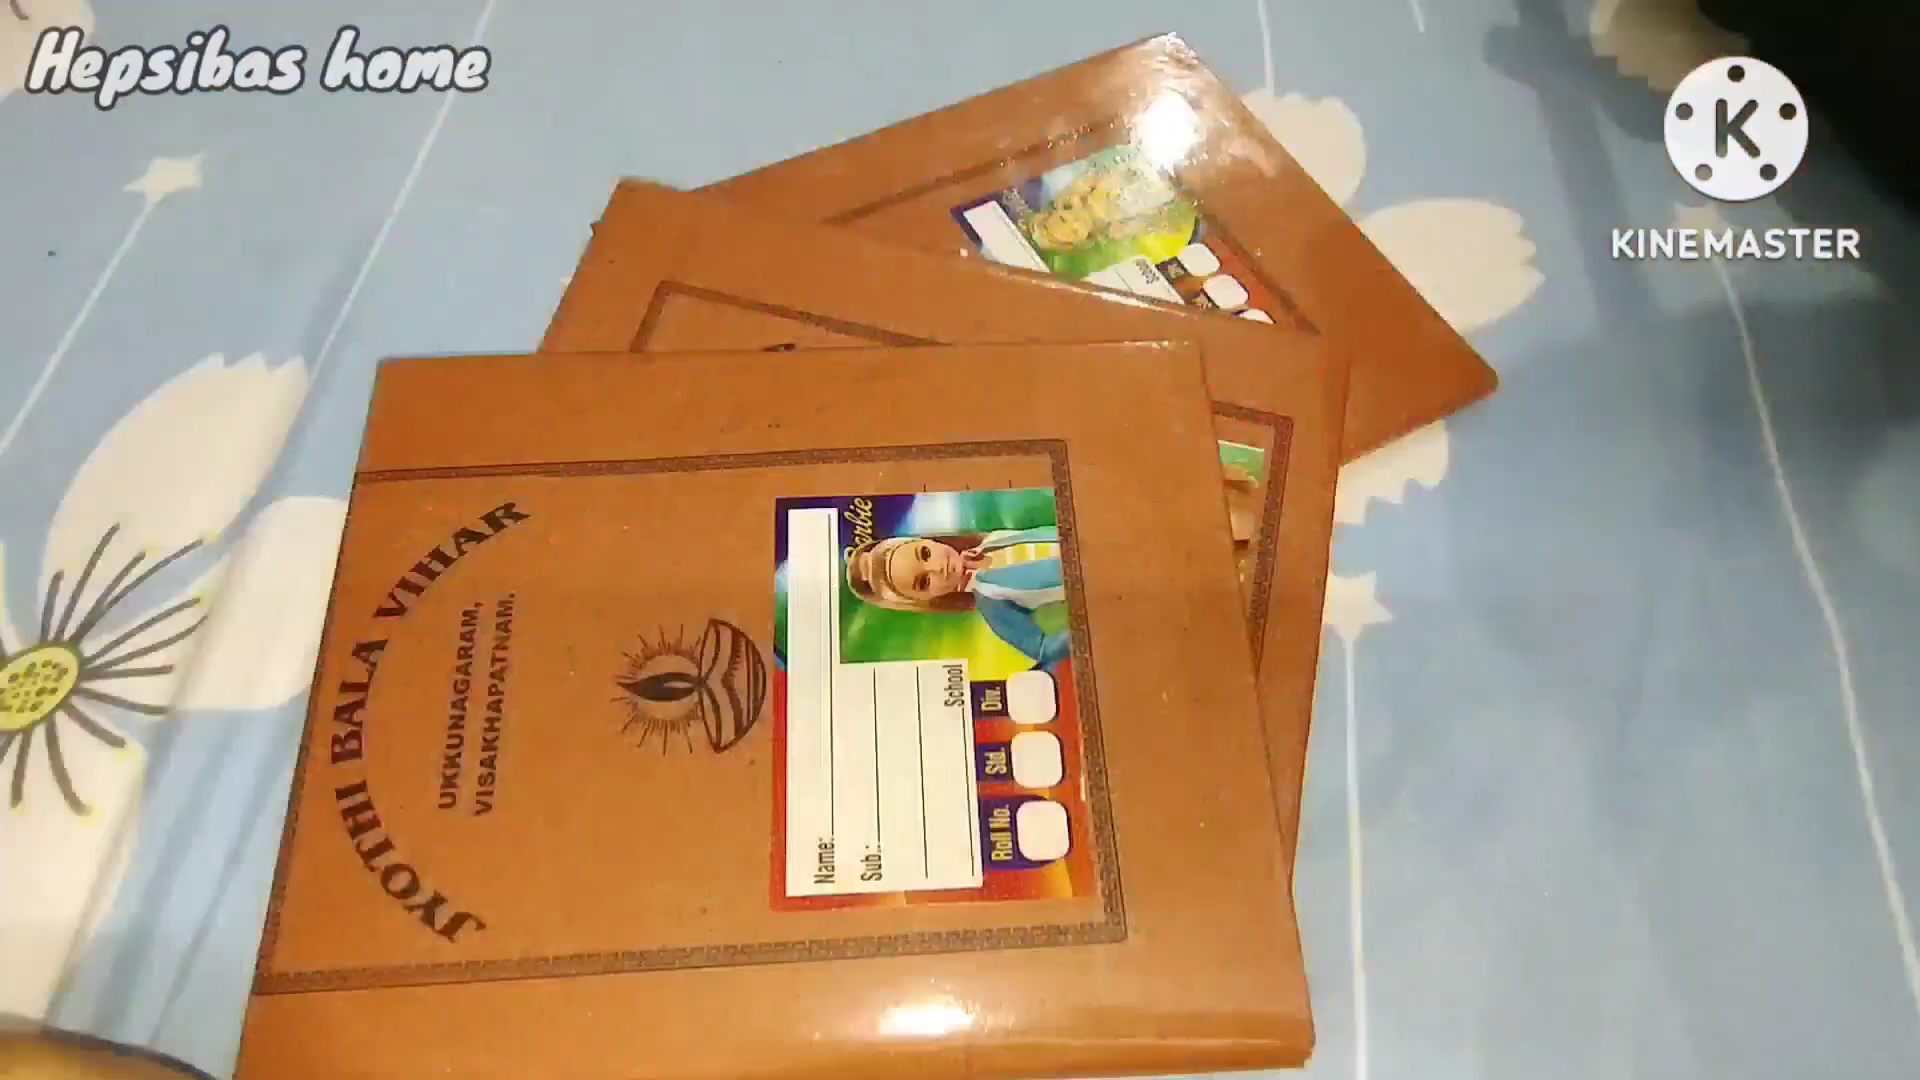 Hepsibas home
K
KINEMASTER
JYOTHI BALA VIHAR
UKKUNAGARAM,
VISAKHAPATNAM.
Barbie
Name:
Sub.:
School
Roll No.
Std.
Div.